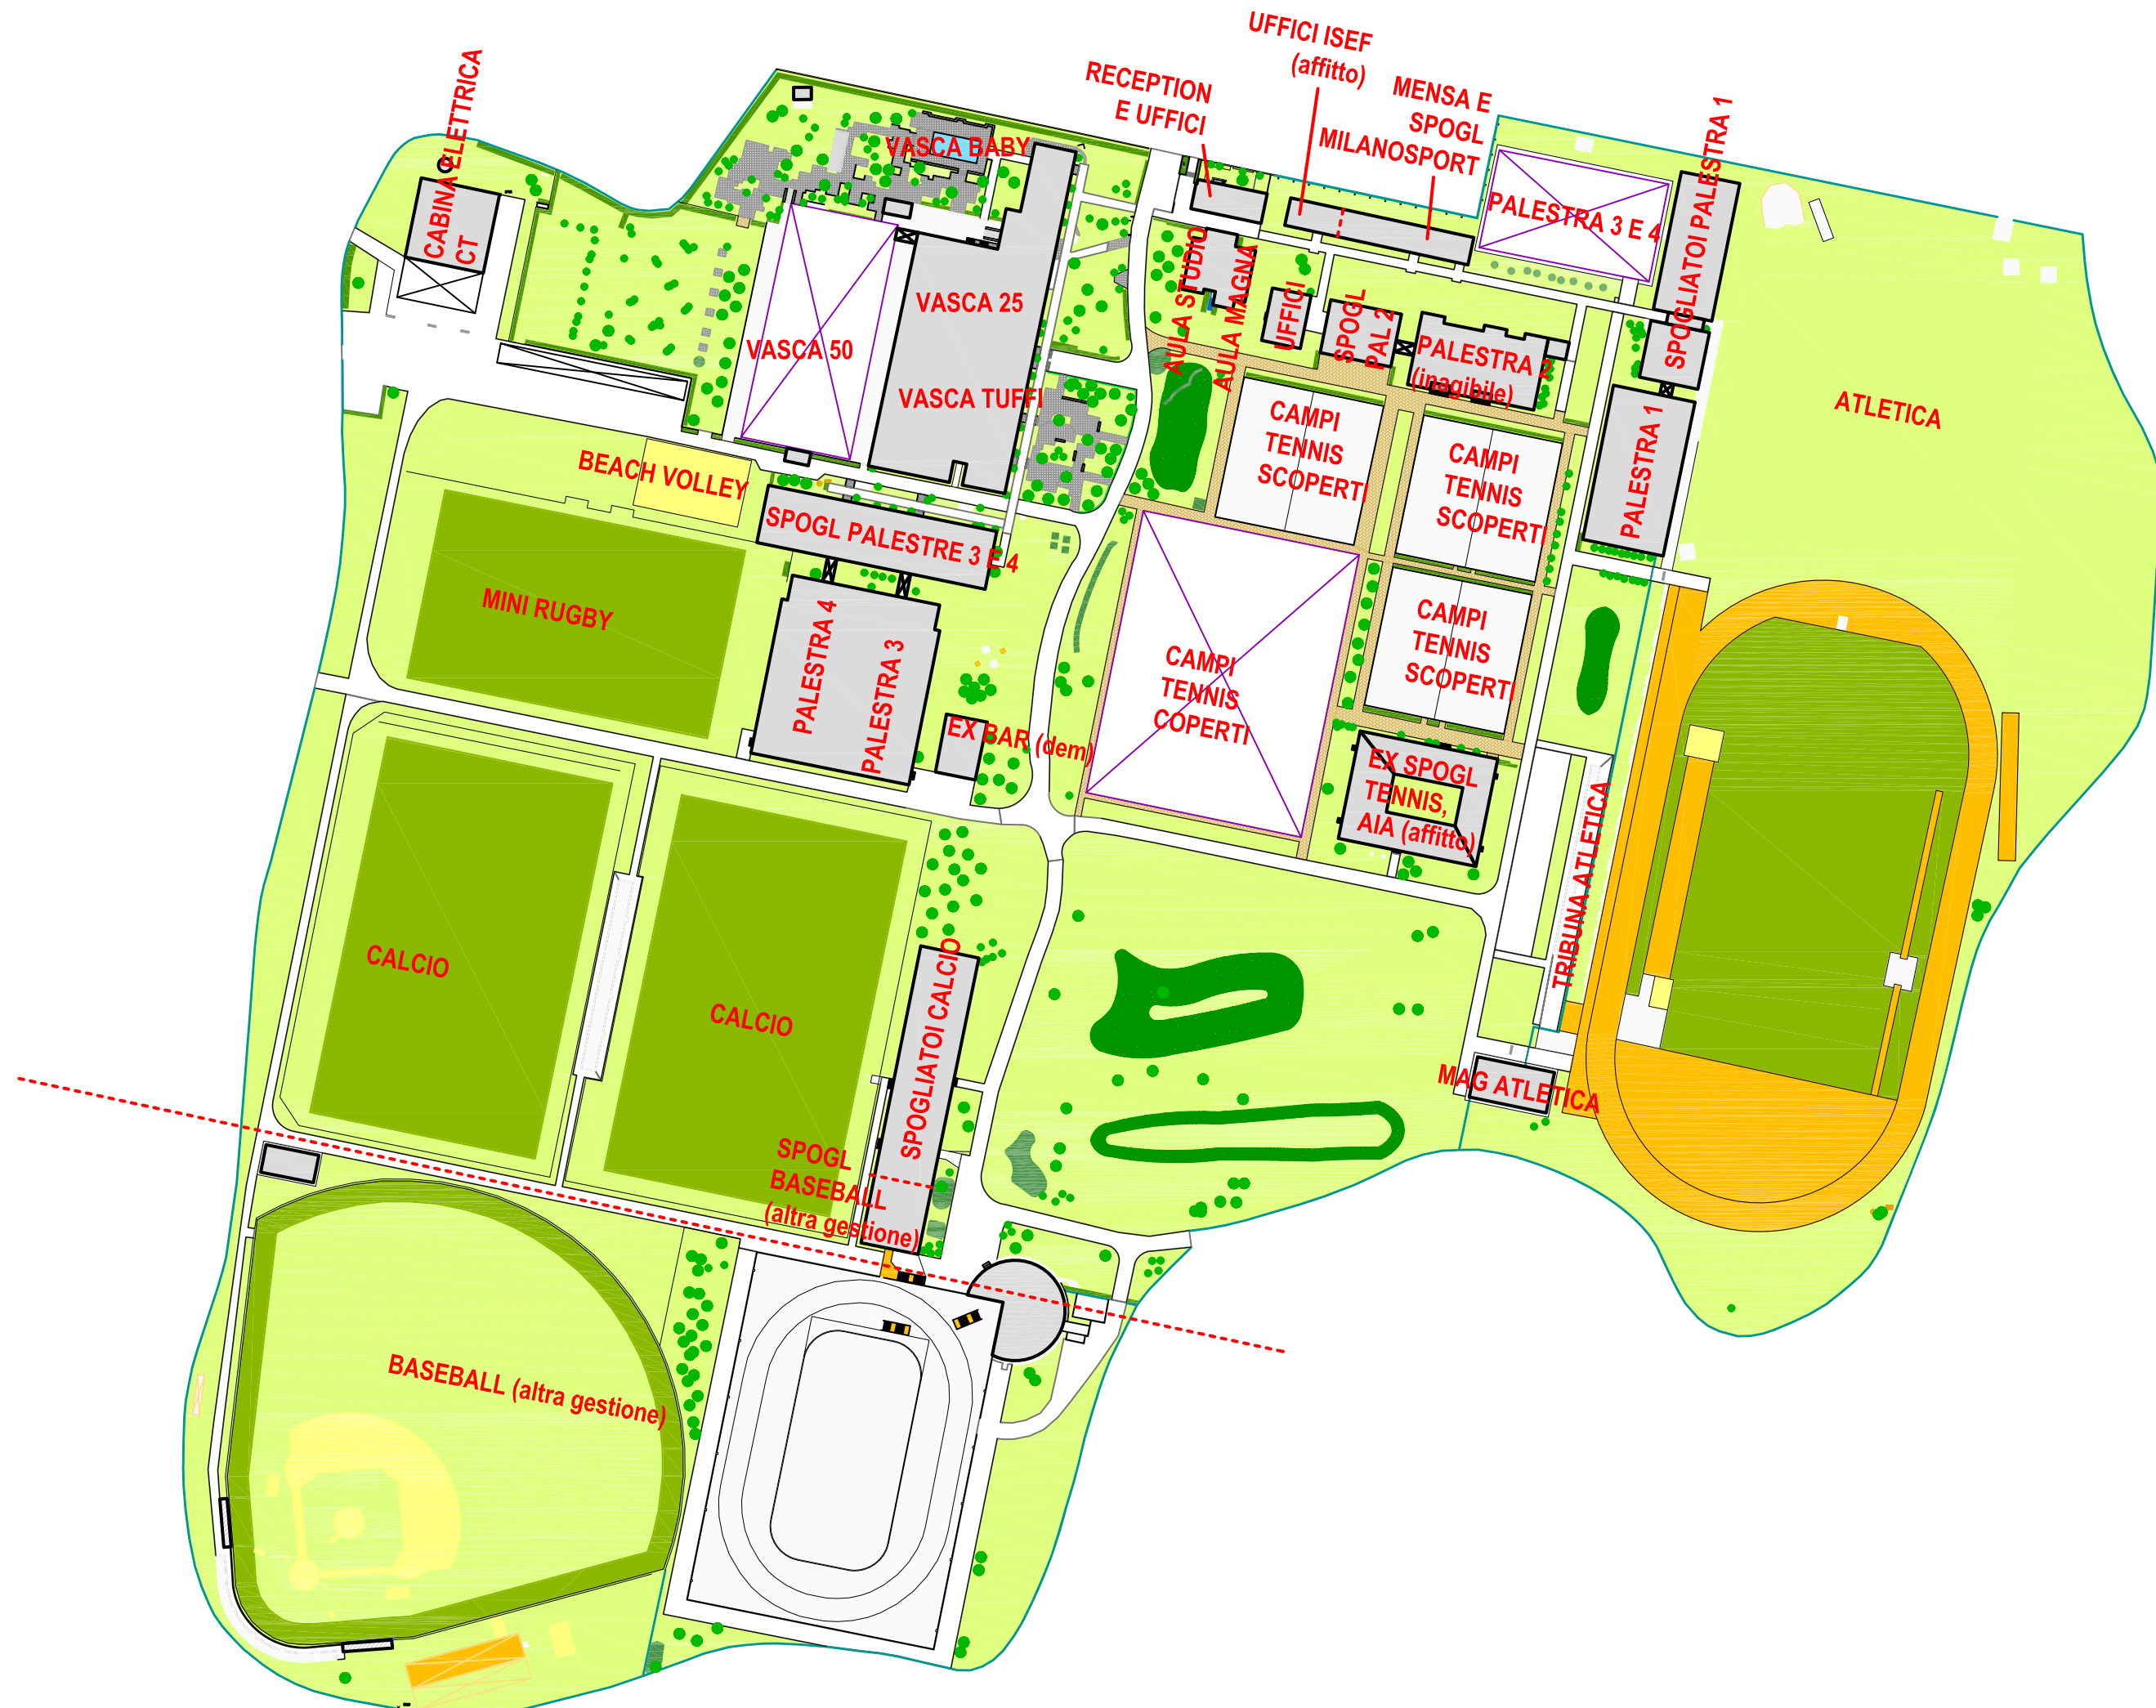 UFFICI ISEF
(affitto)
RECEPTION
E UFFICI
MENSA E
SPOGL
MILANOSPORT
CABINA ELETTRICA
CT
VASCA BABY
PALESTRA 3 E 4
SPOGLIATOI PALESTRA 1
VASCA 25
VASCA 50
VASCA TUFFI
AULA STUDIO
AULA MAGNA
UFFICI
SPOGL
PAL 2
PALESTRA 2
(inagibile)
PALESTRA 1
ATLETICA
CAMPI
TENNIS
SCOPERTI
CAMPI
TENNIS
SCOPERTI
BEACH VOLLEY
SPOGL PALESTRE 3 E 4
MINI RUGBY
PALESTRA 4
PALESTRA 3
CAMPI
TENNIS
SCOPERTI
CAMPI
TENNIS
COPERTI
EX BAR (dem)
EX SPOGL
TENNIS,
AIA (affitto)
TRIBUNA ATLETICA
CALCIO
CALCIO
SPOGLIATOI CALCIO
MAG ATLETICA
SPOGL
BASEBALL
(altra gestione)
BASEBALL (altra gestione)